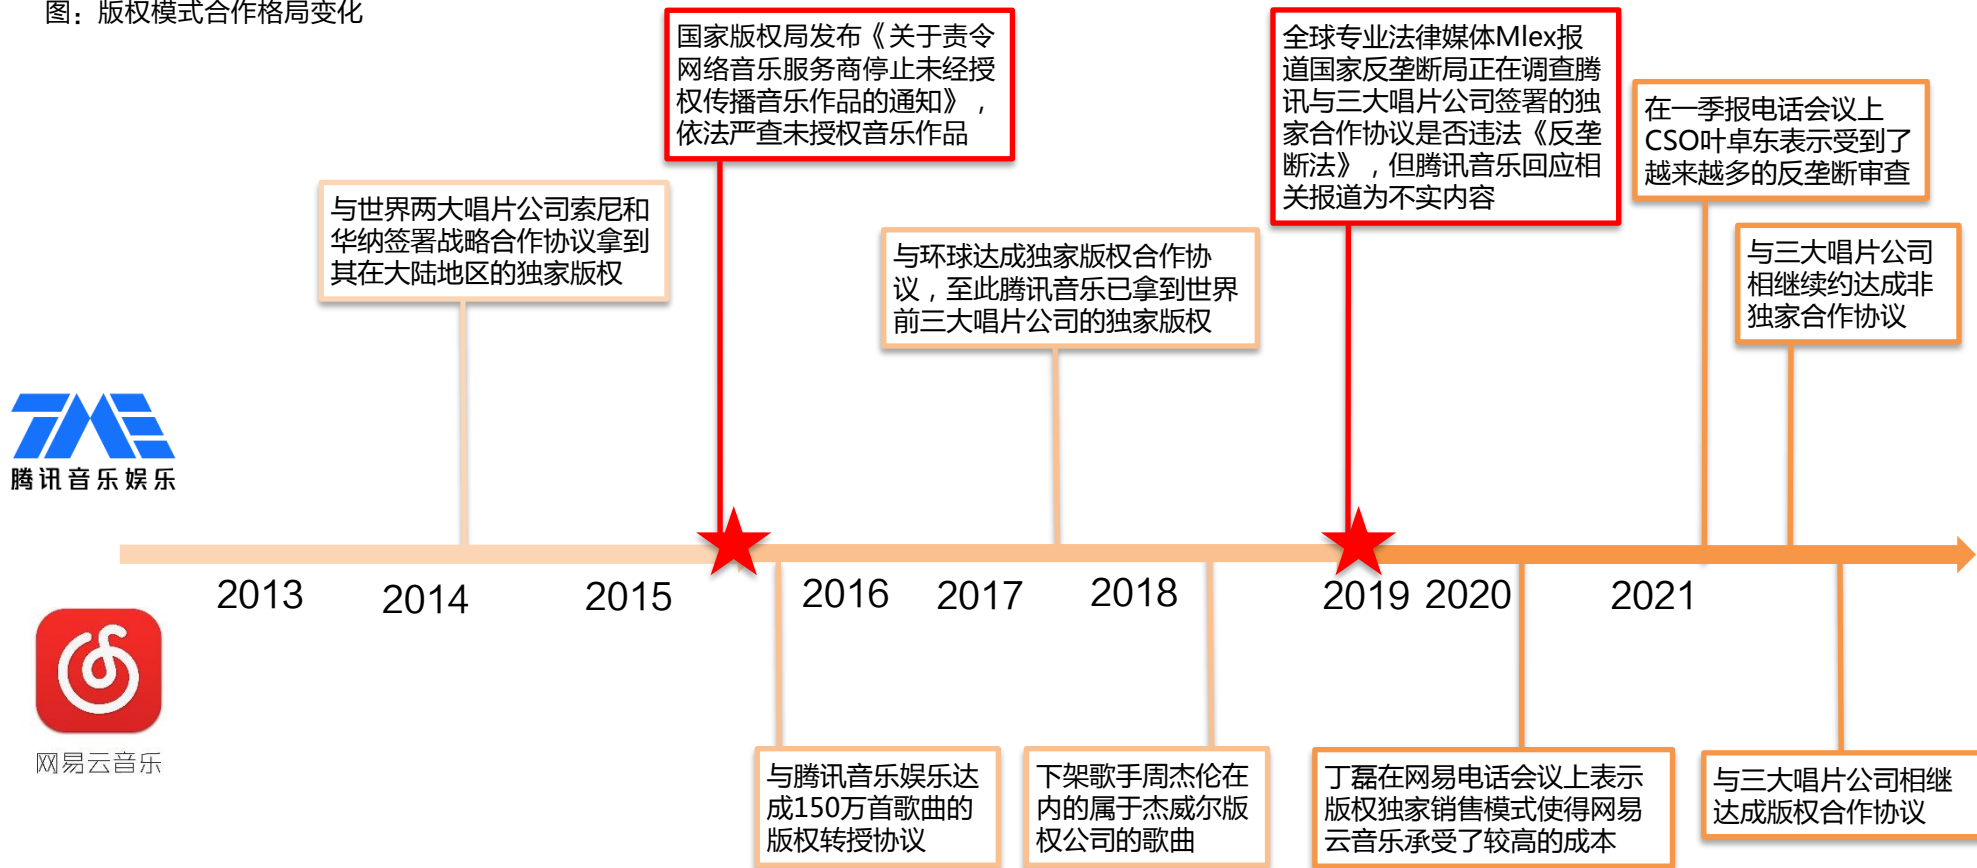 图：版权模式合作格局变化
国家版权局发布《关于责令
网络音乐服务商停止未经授
权传播音乐作品的通知》，
依法严查未授权音乐作品
全球专业法律媒体Mlex报
道国家反垄断局正在调查腾
讯与三大唱片公司签署的独
家合作协议是否违法《反垄
断法》，但腾讯音乐回应相
关报道为不实内容
在一季报电话会议上
CSO叶卓东表示受到了
越来越多的反垄断审查
与世界两大唱片公司索尼和
华纳签署战略合作协议拿到
其在大陆地区的独家版权
与环球达成独家版权合作协
议，至此腾讯音乐已拿到世界
前三大唱片公司的独家版权
与三大唱片公司
相继续约达成非
独家合作协议
TME
腾讯音乐娱乐
2013 2014 2015 2016 2017 2018 2019 2020 2021
网易云音乐
与腾讯音乐娱乐达
成150万首歌曲的
版权转授协议
下架歌手周杰伦在
内的属于杰威尔版
权公司的歌曲
丁磊在网易电话会议上表示
版权独家销售模式使得网易
云音乐承受了较高的成本
与三大唱片公司相继
达成版权合作协议